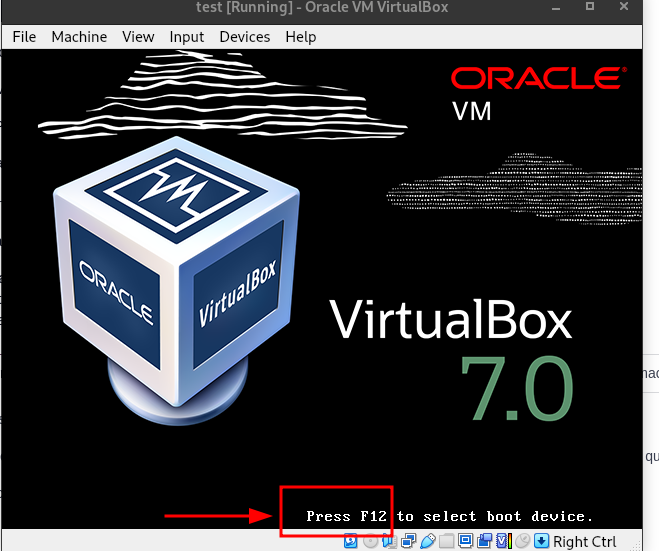 test [Running] - Oracle VM VirtualBox
File Machine View Input Devices Help
ORACLE®
VM
VM
ORACLE
VirtualBox
VirtualBox
7.0
Press F12 to select boot device.
Right Ctrl